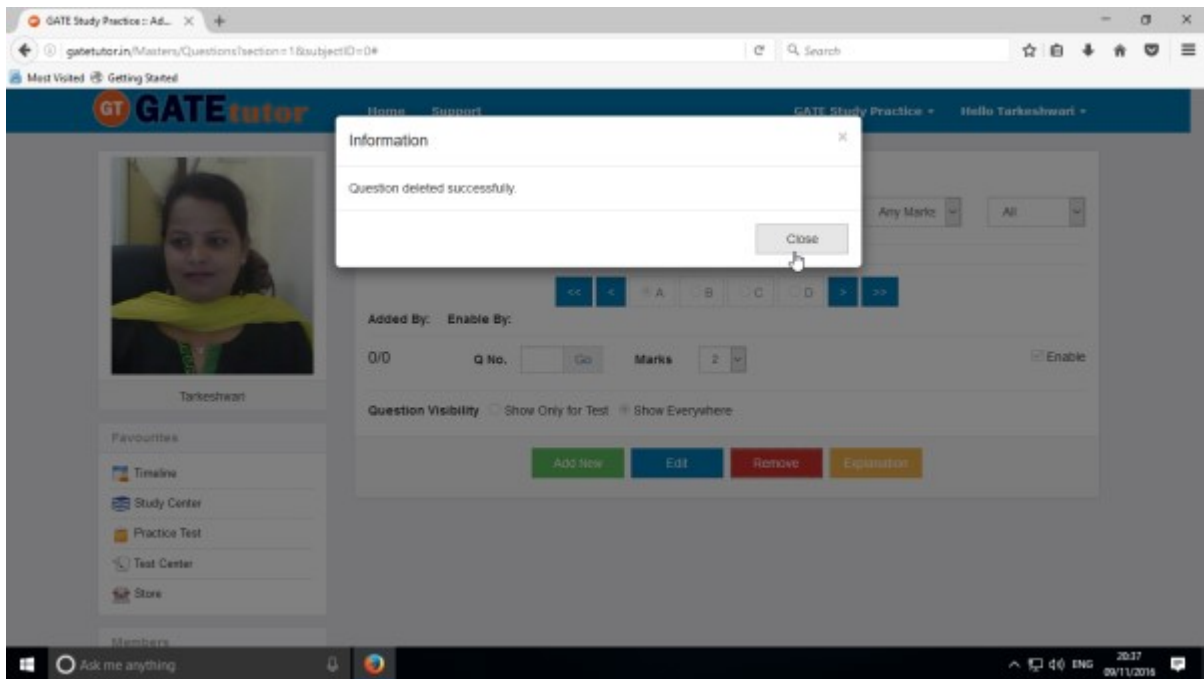 GATE Study Practice :: Ad...
gatetutor.in/Masters/Questions?section=1&subjectID=0#
Search
Most Visited Getting Started
GT GATEtutor Home Support GATE Study Practice Hello Tarkeshwari
Information ×
Question deleted successfully.
Close
Any Marks All
<< < A B C D > >>
Added By: Enable By:
0/0 Q No. Go Marks 2 Enable
Question Visibility Show Only for Test Show Everywhere
Add New Edit Remove Explanation
Tarkeshwari
Favourites
Timeline
Study Center
Practice Test
Test Center
Store
Members
Ask me anything
ENG 20:37
09/11/2016